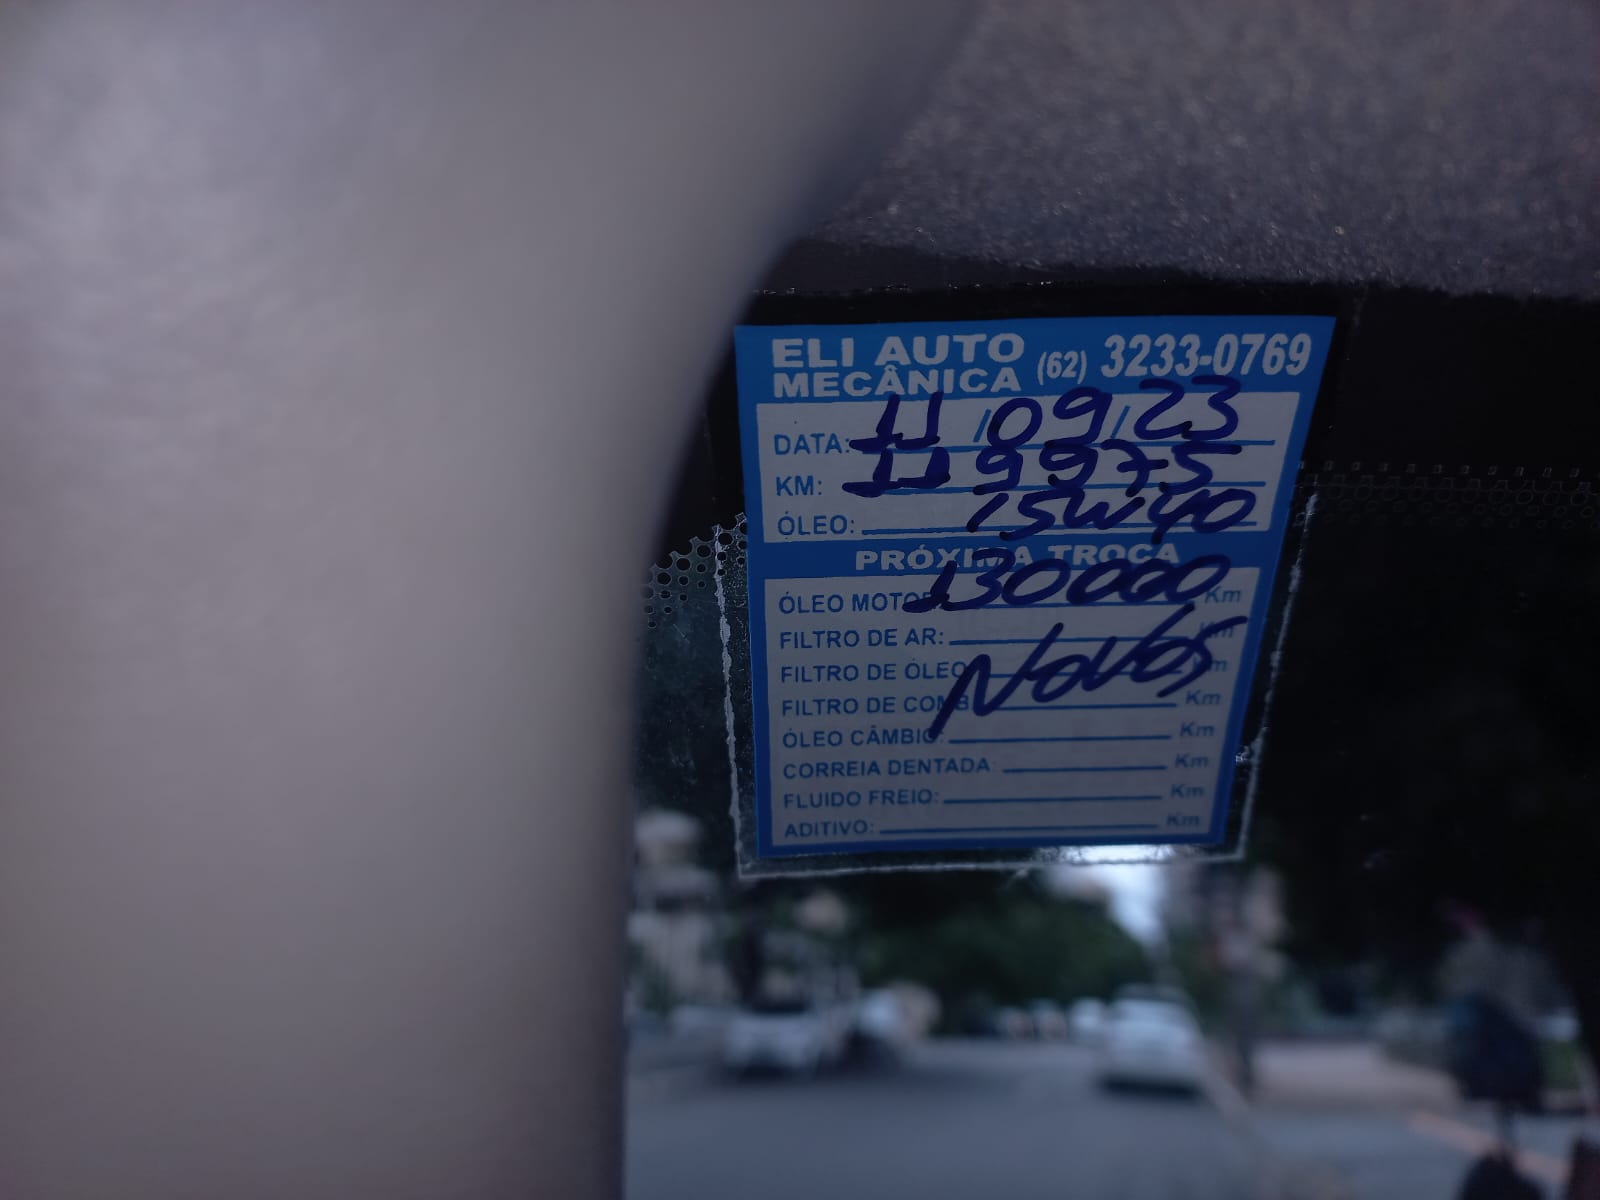 ELI AUTO MECÂNICA (62) 3233-0769
DATA: 11/09/23
KM: 119975
ÓLEO: 15W40
PRÓXIMA TROCA
ÓLEO MOTOR: 130000 Km
FILTRO DE AR: Km
FILTRO DE ÓLEO Novos Km
FILTRO DE COMB Km
ÓLEO CÂMBIO: Km
CORREIA DENTADA: Km
FLUIDO FREIO: Km
ADITIVO: Km